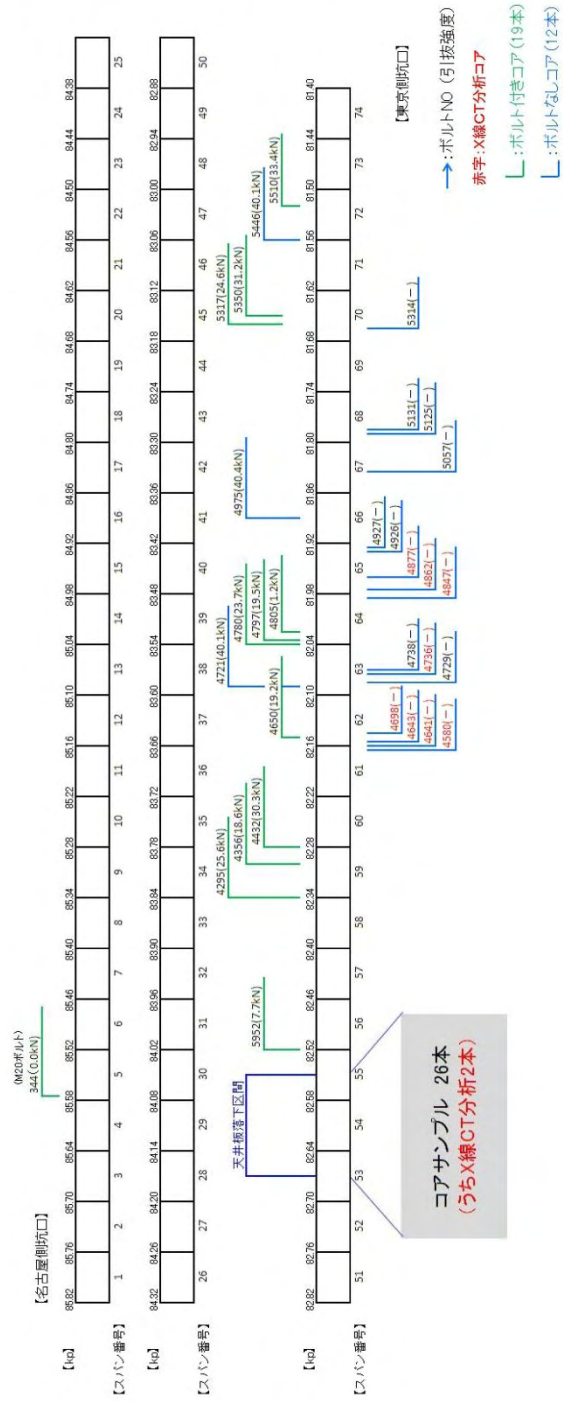 【名古屋側坑口】
(M20ボルト)
344(0.0kN)
【kp】
85.82 85.76 85.70 85.64 85.58 85.52 85.46 85.40 85.34 85.28 85.22 85.16 85.10 85.04 84.98 84.92 84.86 84.80 84.74 84.68 84.62 84.56 84.50 84.44 84.38
【スパン番号】
1 2 3 4 5 6 7 8 9 10 11 12 13 14 15 16 17 18 19 20 21 22 23 24 25
【kp】
84.32 84.26 84.20 84.14 84.08 84.02 83.96 83.90 83.84 83.78 83.72 83.66 83.60 83.54 83.48 83.42 83.36 83.30 83.24 83.18 83.12 83.06 83.00 82.94 82.88
【スパン番号】
26 27 28 29 30 31 32 33 34 35 36 37 38 39 40 41 42 43 44 45 46 47 48 49 50
天井板落下区間
5952(7.7kN)
4295(25.6kN)
4356(18.6kN)
4432(30.3kN)
4650(19.2kN)
4721(40.1kN)
4780(23.7kN)
4797(19.5kN)
4805(1.2kN)
4975(40.4kN)
5317(24.6kN)
5350(31.2kN)
5446(40.1kN)
5510(33.4kN)
【kp】
82.82 82.76 82.70 82.64 82.58 82.52 82.46 82.40 82.34 82.28 82.22 82.16 82.10 82.04 81.98 81.92 81.86 81.80 81.74 81.68 81.62 81.56 81.50 81.44 81.40
【スパン番号】
51 52 53 54 55 56 57 58 59 60 61 62 63 64 65 66 67 68 69 70 71 72 73 74
【東京側坑口】
コアサンプル 26本
(うちX線CT分析2本)
4698(－)
4643(－)
4641(－)
4580(－)
4738(－)
4736(－)
4729(－)
4927(－)
4926(－)
4877(－)
4862(－)
4847(－)
5131(－)
5125(－)
5057(－)
5314(－)
:ボルトNO (引抜強度)
赤字:X線CT分析コア
:ボルト付きコア(19本)
:ボルトなしコア(12本)